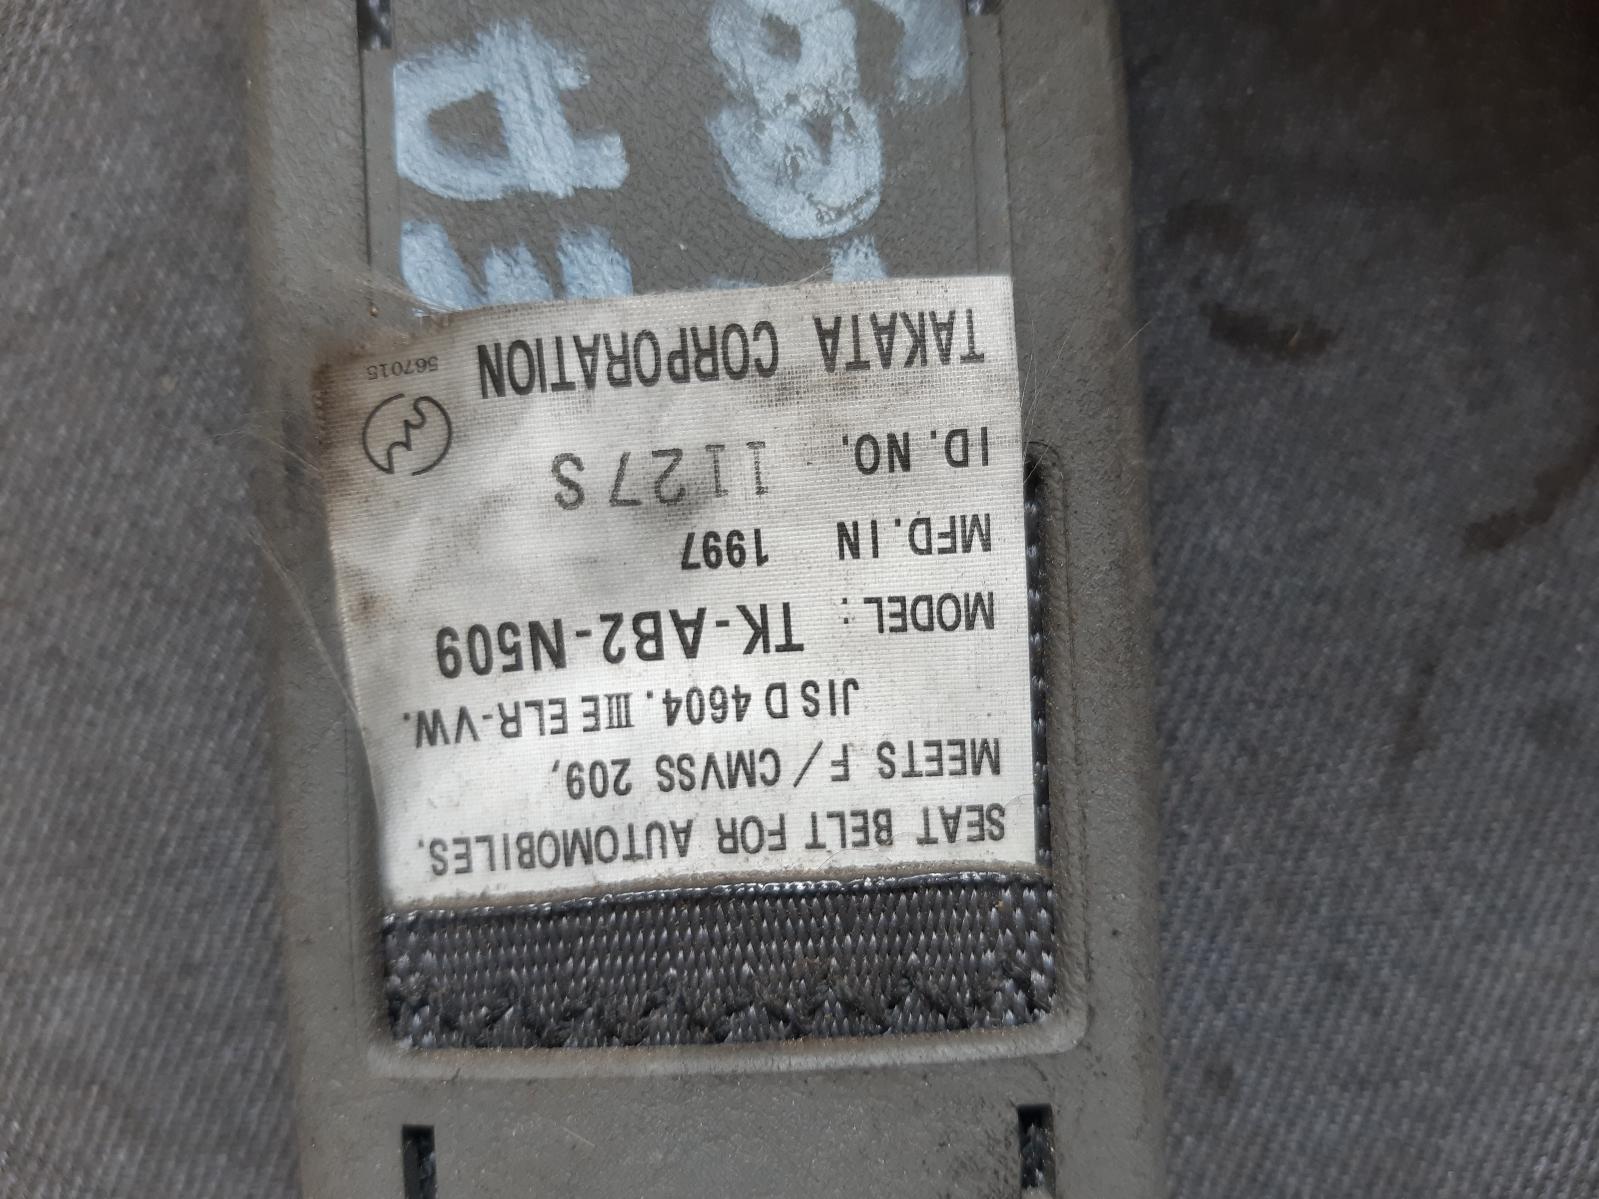 SEAT BELT FOR AUTOMOBILES.
MEETS F/CMVSS 209,
JIS D 4604. IIIE ELR-VW.
MODEL: TK-AB2-N509
MFD. IN 1997
ID. NO. 1127S
TAKATA CORPORATION
567015